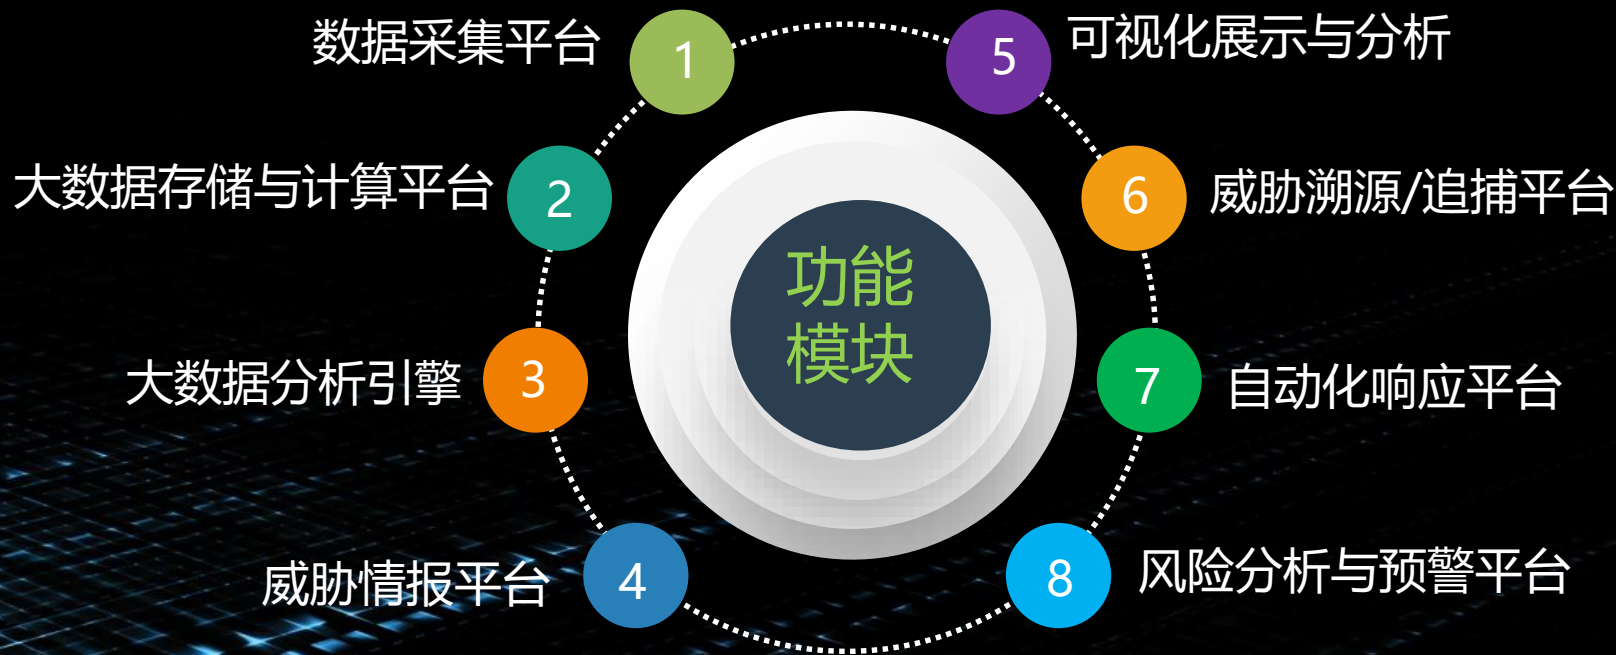 数据采集平台
1
大数据存储与计算平台
2
大数据分析引擎
3
威胁情报平台
4
功能
模块
5
可视化展示与分析
6
威胁溯源/追捕平台
7
自动化响应平台
8
风险分析与预警平台